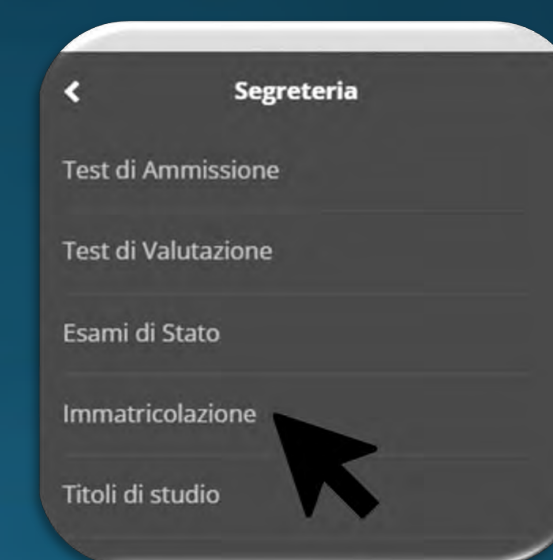 Segreteria
Test di Ammissione
Test di Valutazione
Esami di Stato
Immatricolazione
Titoli di studio